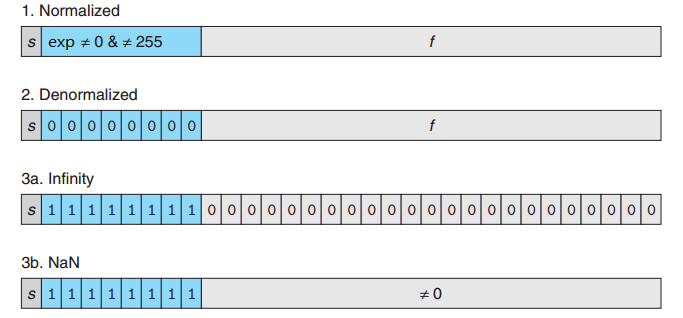 1. Normalized
s exp ≠ 0 & ≠ 255 f
2. Denormalized
s 0 0 0 0 0 0 0 0 f
3a. Infinity
s 1 1 1 1 1 1 1 1 0 0 0 0 0 0 0 0 0 0 0 0 0 0 0 0 0 0 0 0 0 0 0
3b. NaN
s 1 1 1 1 1 1 1 1 ≠ 0